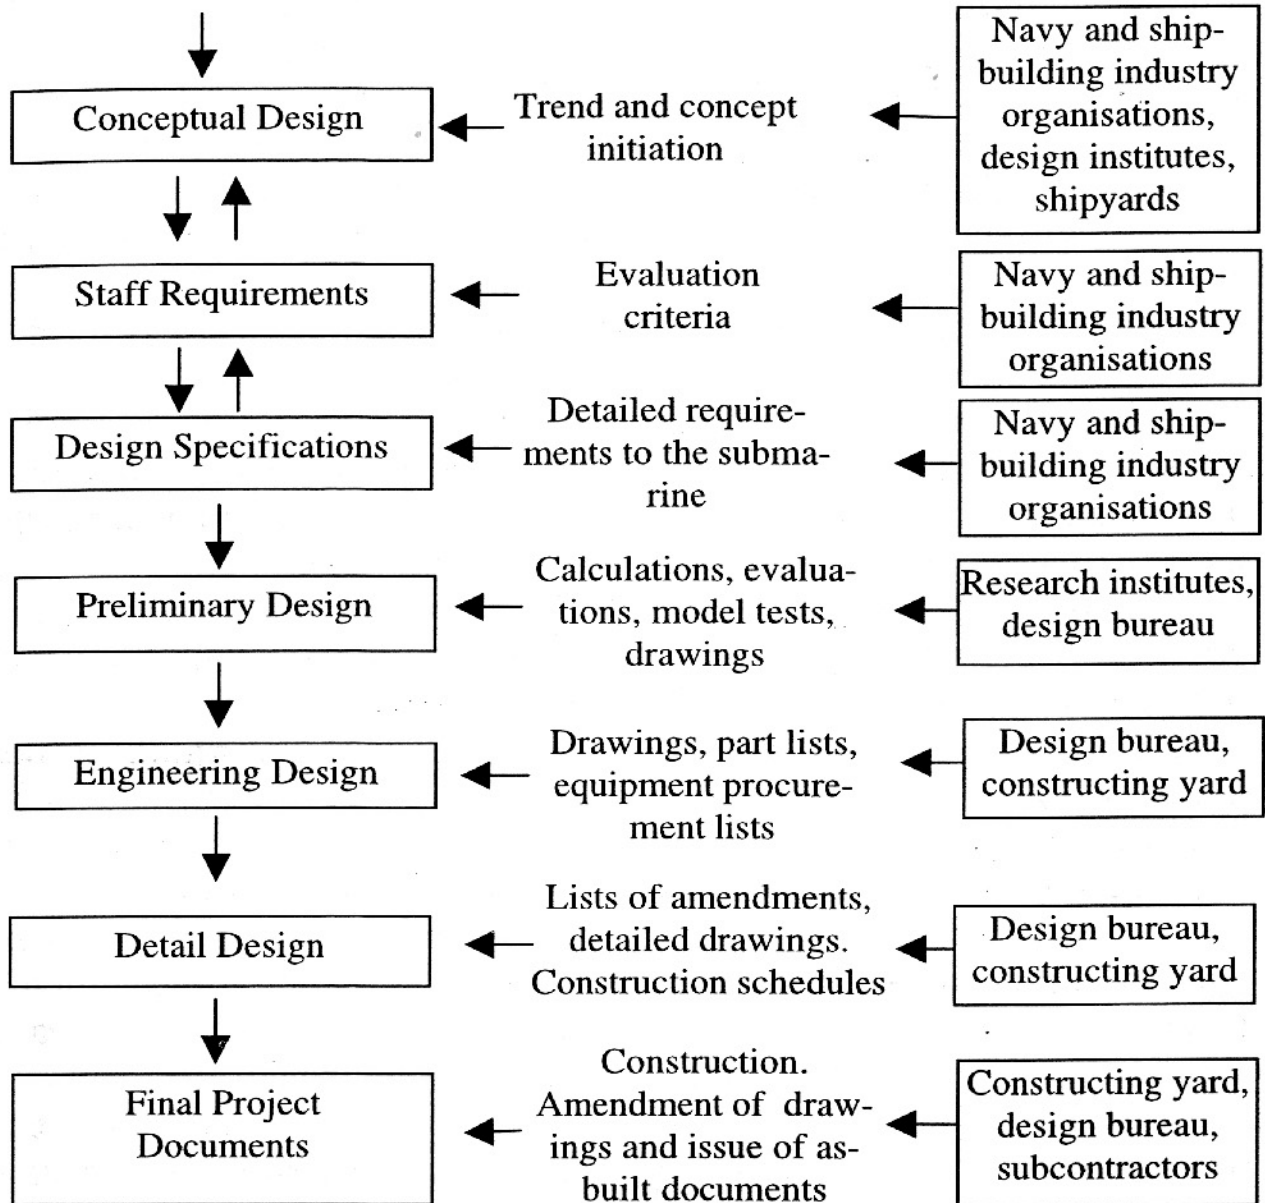 Conceptual Design
Trend and concept
initiation
Navy and ship-
building industry
organisations,
design institutes,
shipyards
Staff Requirements
Evaluation
criteria
Navy and ship-
building industry
organisations
Design Specifications
Detailed require-
ments to the subma-
rine
Navy and ship-
building industry
organisations
Preliminary Design
Calculations, evalua-
tions, model tests,
drawings
Research institutes,
design bureau
Engineering Design
Drawings, part lists,
equipment procure-
ment lists
Design bureau,
constructing yard
Detail Design
Lists of amendments,
detailed drawings.
Construction schedules
Design bureau,
constructing yard
Final Project
Documents
Construction.
Amendment of draw-
ings and issue of as-
built documents
Constructing yard,
design bureau,
subcontractors